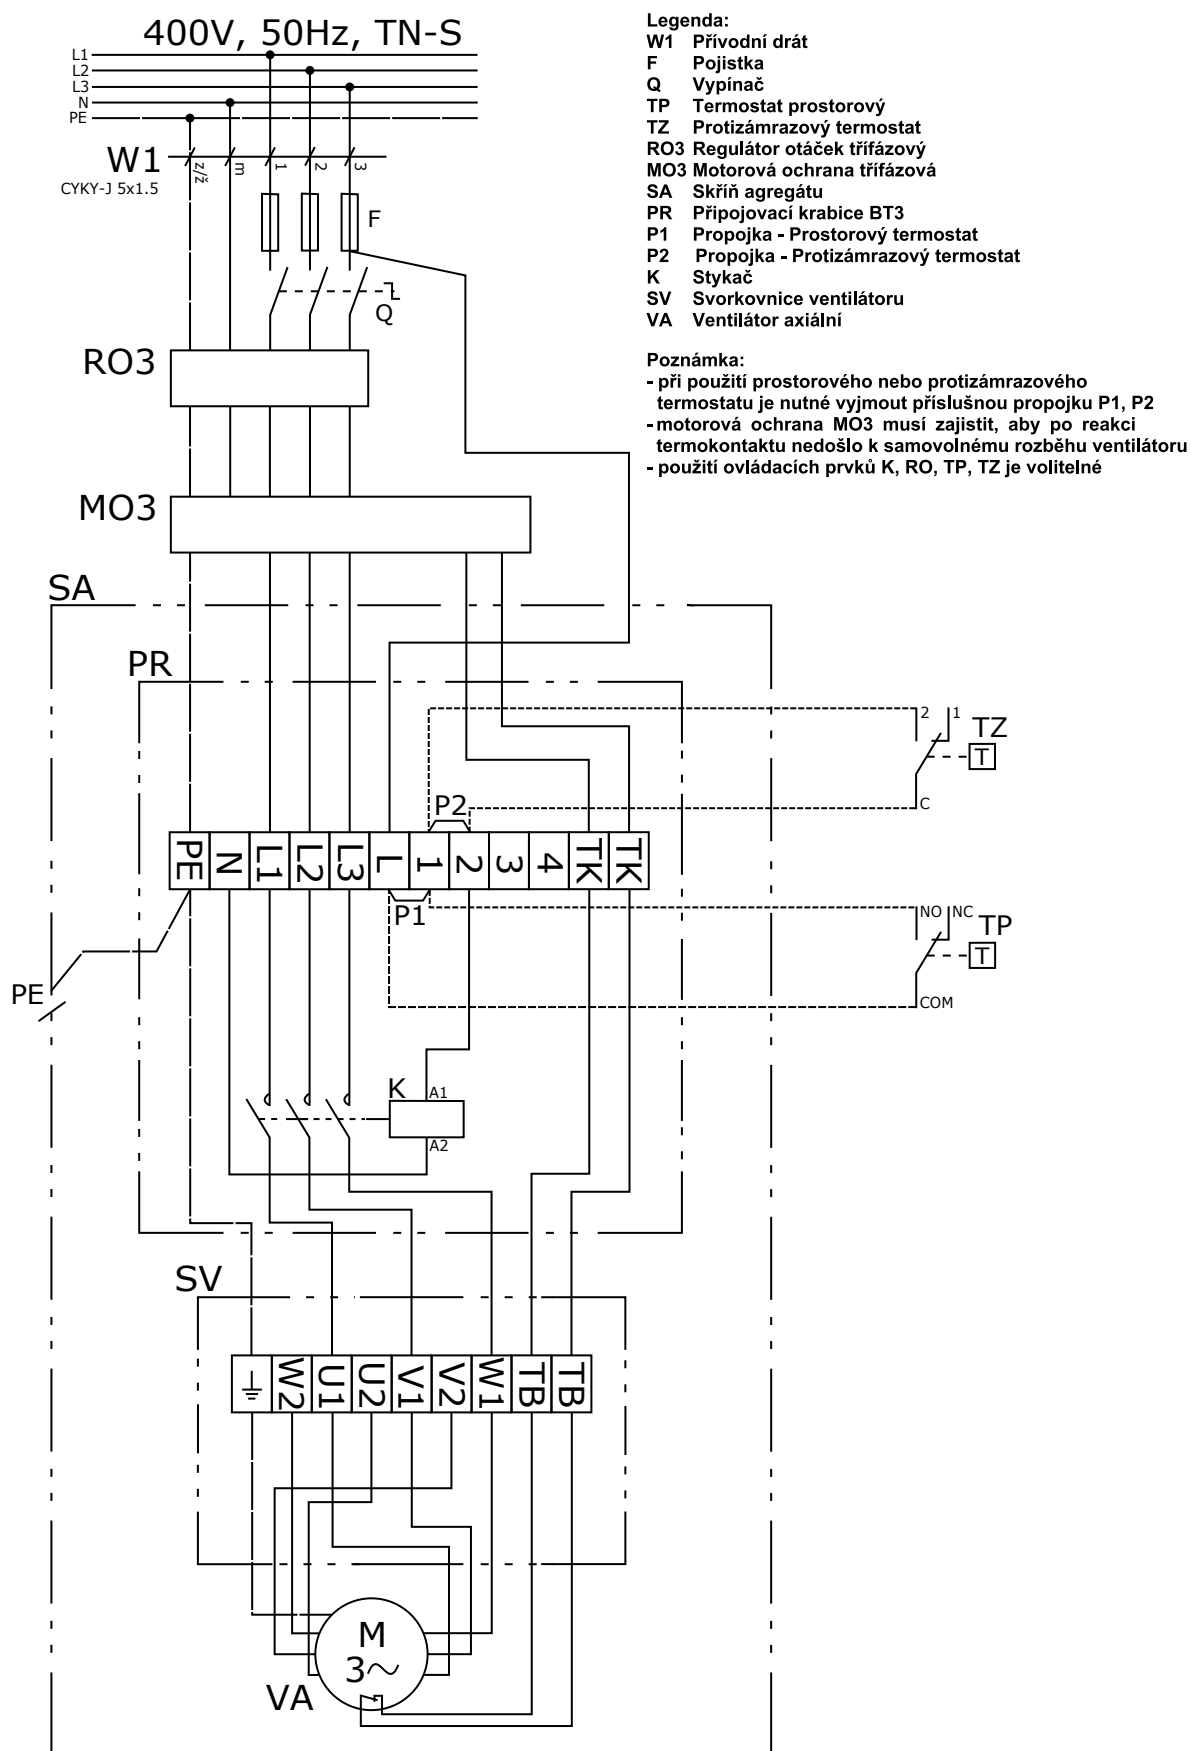 400V, 50Hz, TN-S
L1
L2
L3
N
PE
W1
CYKY-J 5x1.5
z/ž
m
1
2
3
F
Q
RO3
MO3
SA
PR
Legenda:
W1 Přívodní drát
F Pojistka
Q Vypínač
TP Termostat prostorový
TZ Protizámrazový termostat
RO3 Regulátor otáček třífázový
MO3 Motorová ochrana třífázová
SA Skříň agregátu
PR Připojovací krabice BT3
P1 Propojka - Prostorový termostat
P2 Propojka - Protizámrazový termostat
K Stykač
SV Svorkovnice ventilátoru
VA Ventilátor axiální
Poznámka:
- při použití prostorového nebo protizámrazového
termostatu je nutné vyjmout příslušnou propojku P1, P2
- motorová ochrana MO3 musí zajistit, aby po reakci
termokontaktu nedošlo k samovolnému rozběhu ventilátoru
- použití ovládacích prvků K, RO, TP, TZ je volitelné
2 1
TZ
T
C
P2
PE N L1 L2 L3 L 1 2 3 4 TK TK
P1
NO NC
TP
T
COM
PE
K
A1
A2
SV
W2 U1 U2 V1 V2 W1 TB TB
M
3~
VA